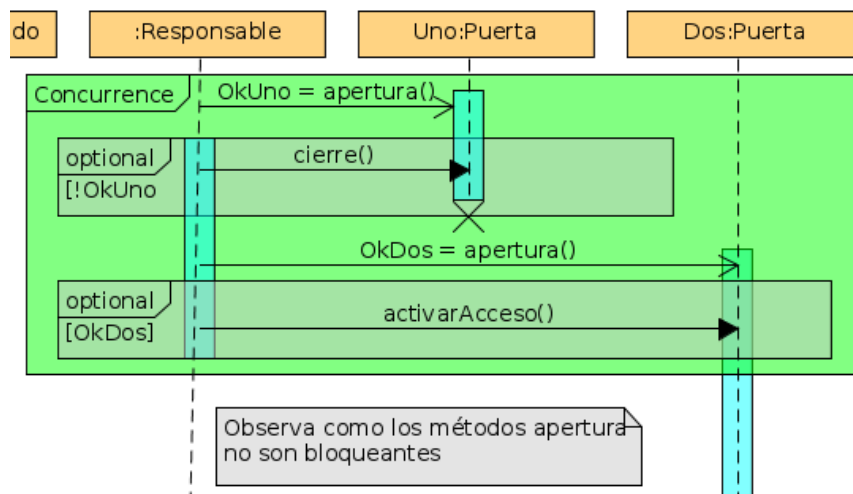 do
:Responsable
Uno:Puerta
Dos:Puerta
Concurrence
OkUno = apertura()
optional
cierre()
[!OkUno
OkDos = apertura()
optional
activarAcceso()
[OkDos]
Observa como los métodos apertura
no son bloqueantes